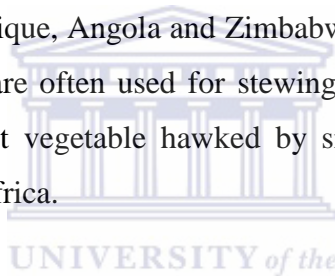 ique, Angola and Zimbabw
are often used for stewing
t vegetable hawked by s
frica.
UNIVERSITY of the